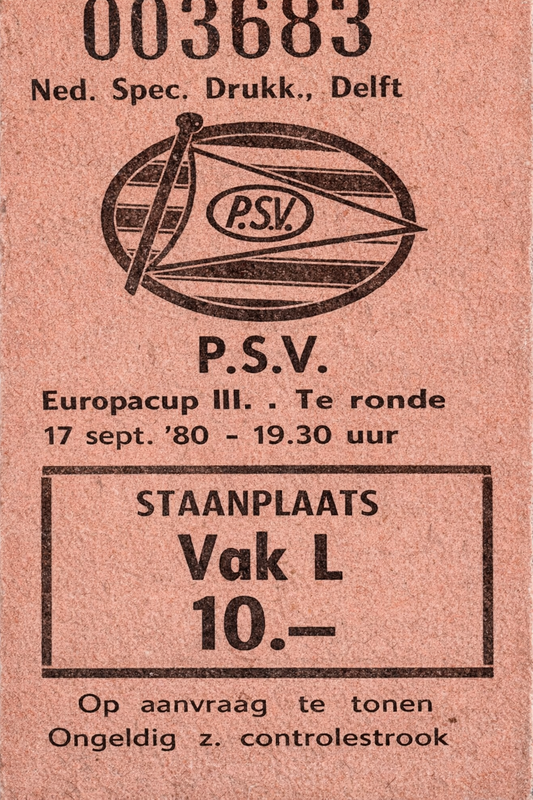 003683
Ned. Spec. Drukk., Delft
P.S.V.
P.S.V.
Europacup III. . Te ronde
17 sept. '80 - 19.30 uur
STAANPLAATS
Vak L
10.—
Op aanvraag te tonen
Ongeldig z. controlestrook